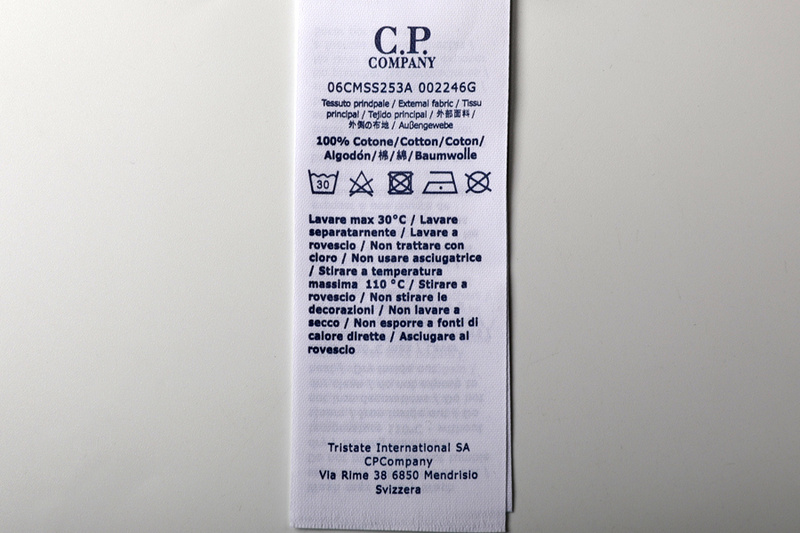 C.P.
COMPANY
06CMSS253A 002246G
Tessuto prindpale / External fabric / Tissu
principal / Tejido principal / 外部面料/
外側の布地 / Außengewebe
100% Cotone/Cotton/Coton/
Algodón/棉/綿/Baumwolle
30
Lavare max 30°C / Lavare
separatarnente / Lavare a
rovescio / Non trattare con
cloro / Non usare asciugatrice
/ Stirare a temperatura
massima 110 °C / Stirare a
rovescio / Non stirare le
decorazioni / Non lavare a
secco / Non esporre a fonti di
calore dirette / Asciugare al
rovescio
Tristate International SA
CPCompany
Via Rime 38 6850 Mendrisio
Svizzera